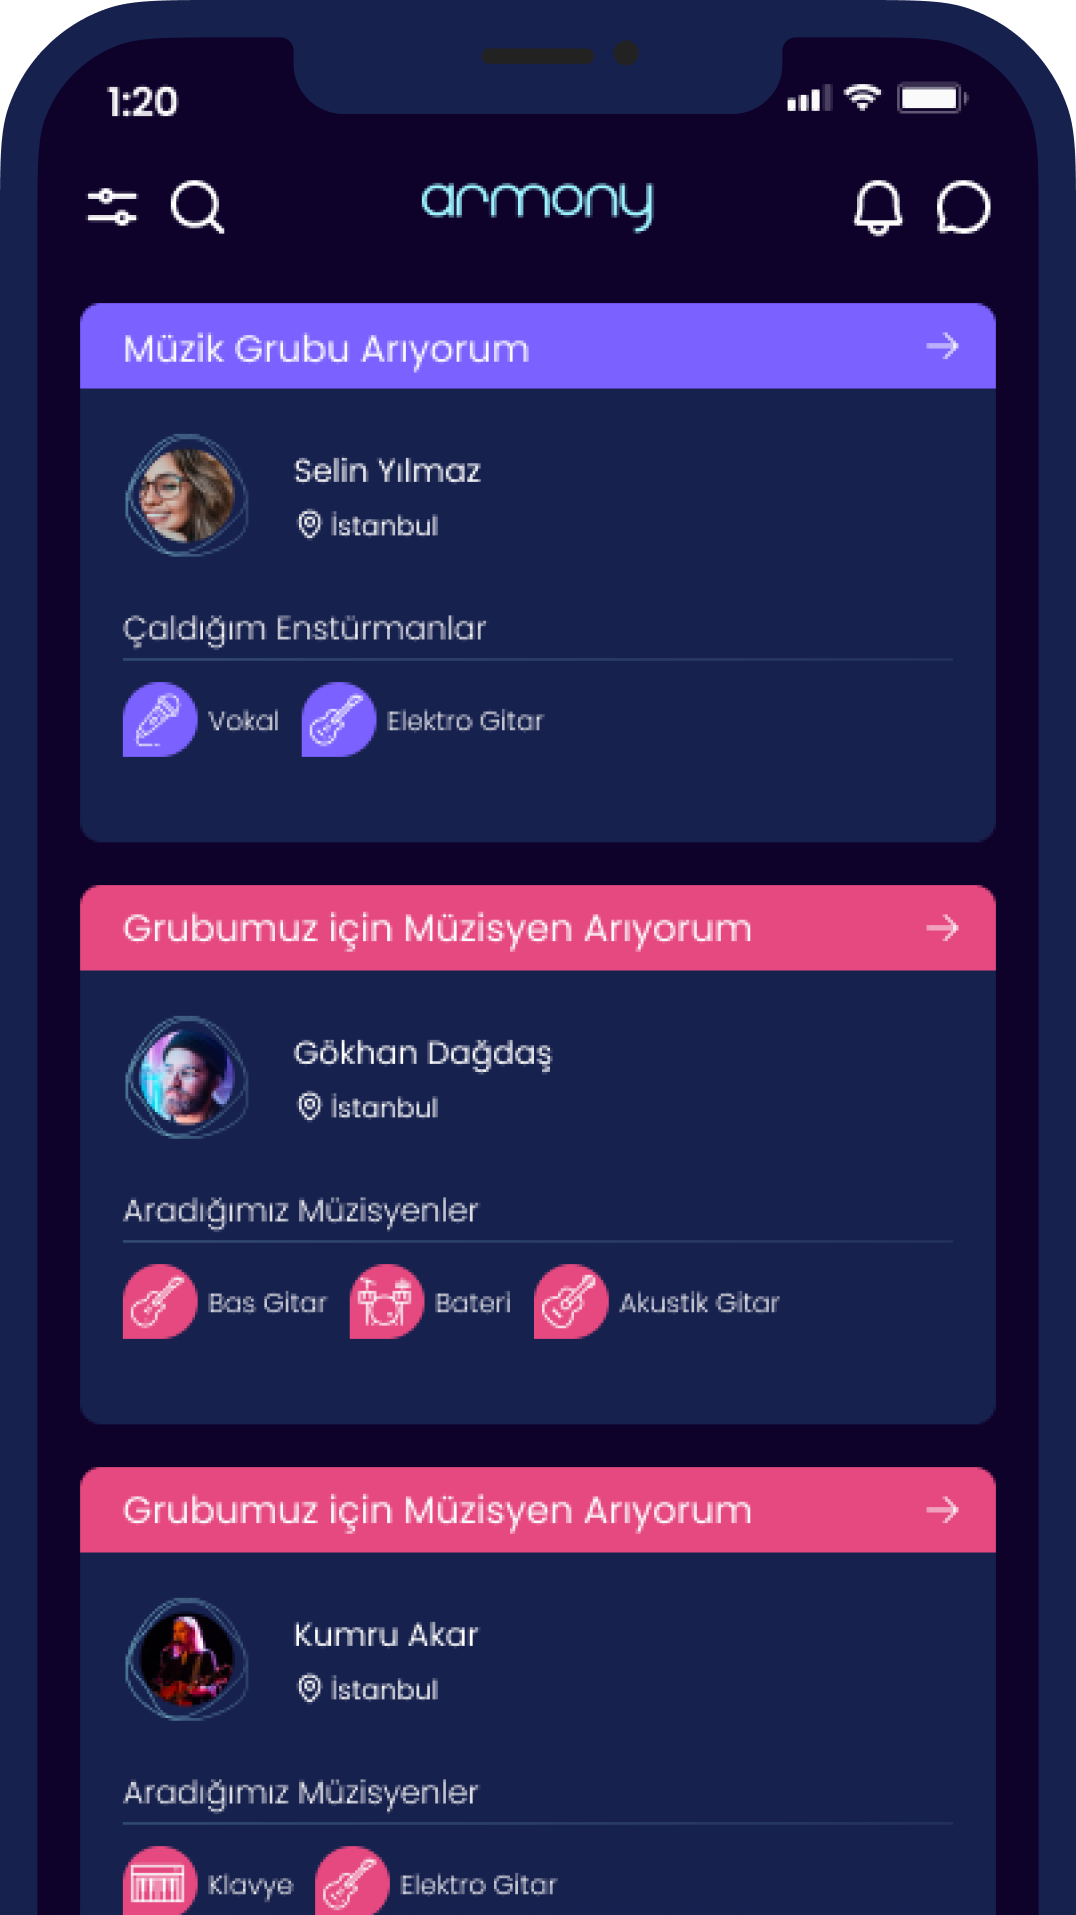 1:20
armony
Müzik Grubu Arıyorum
Selin Yılmaz
İstanbul
Çaldığım Enstürmanlar
Vokal Elektro Gitar
Grubumuz için Müzisyen Arıyorum
Gökhan Dağdaş
İstanbul
Aradığımız Müzisyenler
Bas Gitar Bateri Akustik Gitar
Grubumuz için Müzisyen Arıyorum
Kumru Akar
İstanbul
Aradığımız Müzisyenler
Klavye Elektro Gitar